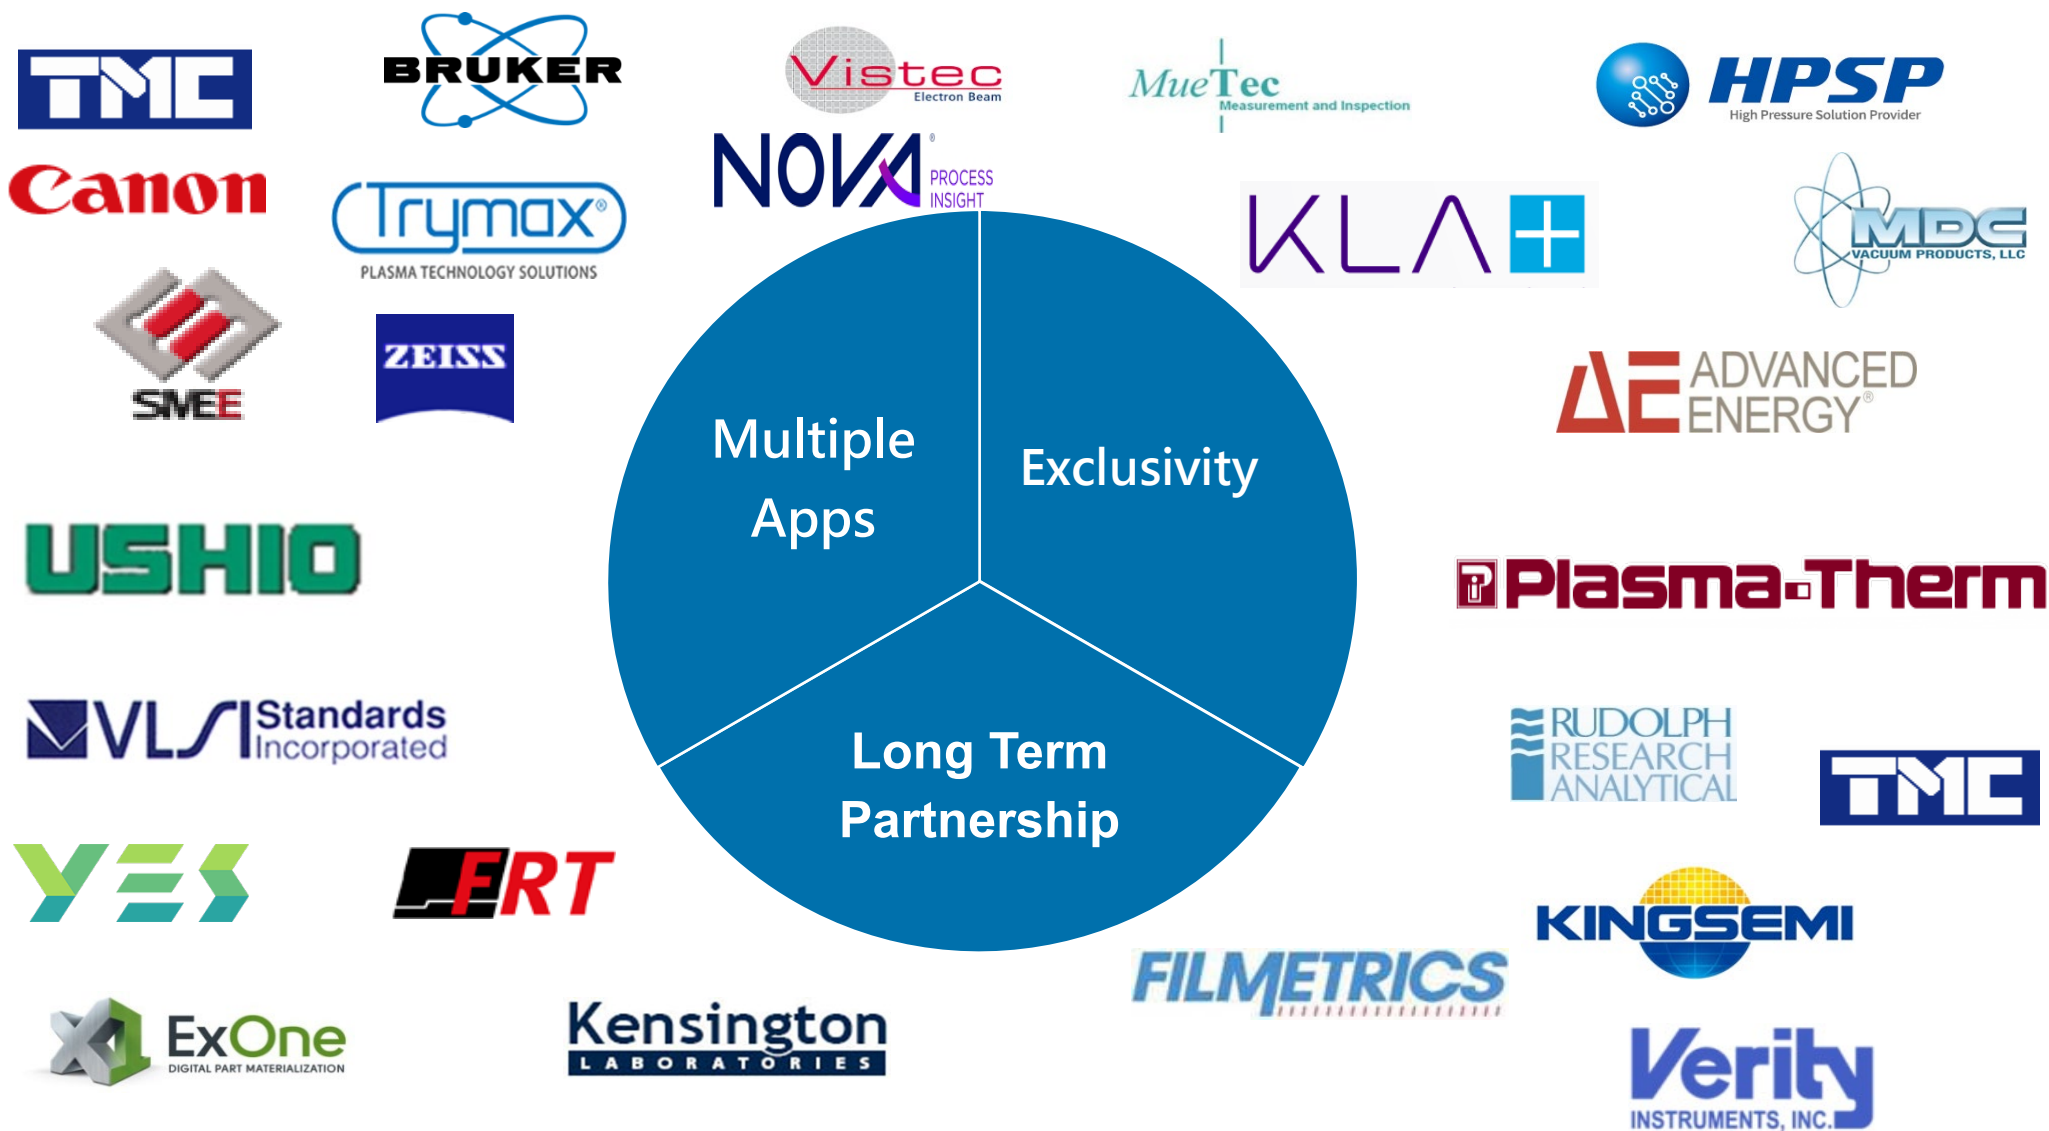 TMC
BRUKER
Vistec
Electron Beam
MueTec
Measurement and Inspection
HPSP
High Pressure Solution Provider
Canon
Trymax®
PLASMA TECHNOLOGY SOLUTIONS
NOVA®
PROCESS
INSIGHT
KLA+
MDC
VACUUM PRODUCTS, LLC
SMEE
ZEISS
AE ADVANCED
ENERGY®
Multiple
Apps
Exclusivity
USHIO
Plasma-Therm
VLSI Standards
Incorporated
Long Term
Partnership
RUDOLPH
RESEARCH
ANALYTICAL
TMC
YES
FRT
KINGSEMI
FILMETRICS
X1 ExOne
DIGITAL PART MATERIALIZATION
Kensington
LABORATORIES
Verity
INSTRUMENTS, INC.